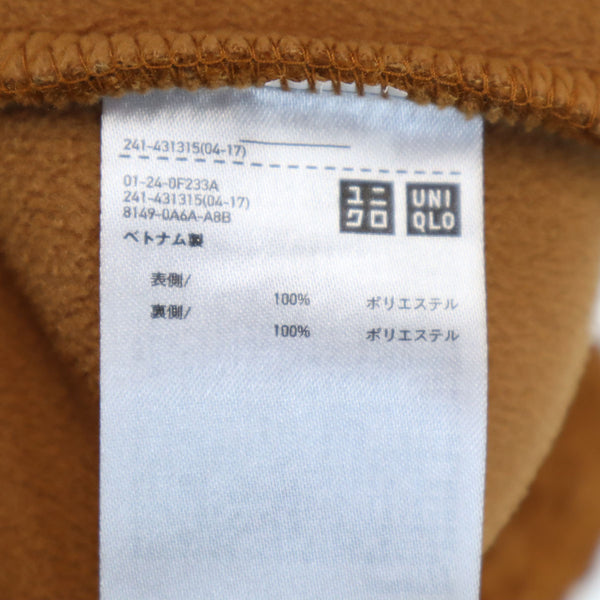 241-431315(04-17)
01-24-0F233A
241-431315(04-17)
8149-0A6A-A8B
ベトナム製
ユニ
クロ
UNI
QLO
表側/
100% ポリエステル
裏側/
100% ポリエステル